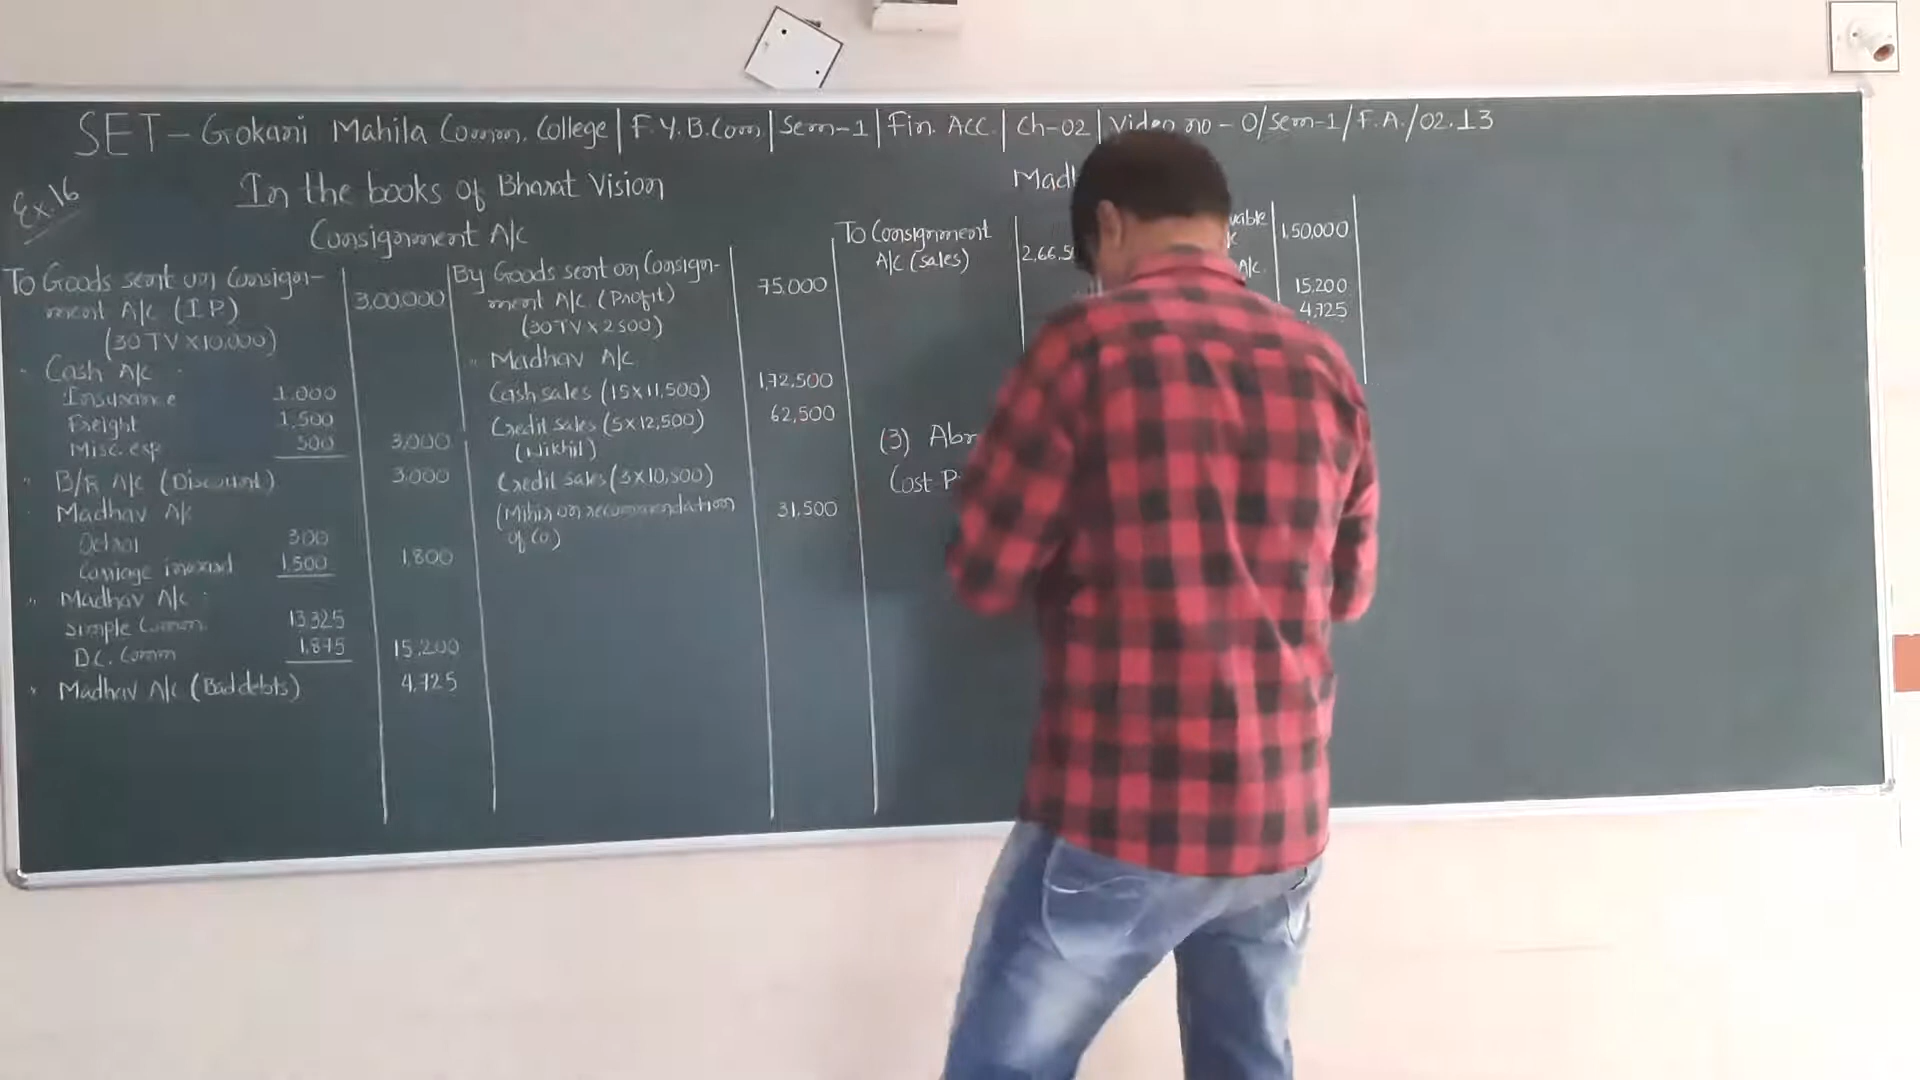 SET - Gokani Mahila Comm. College | F.Y.B.Com | Sem-1 | Fin. ACC. | Ch-02 | Video no - 0/Sem-1/F.A./02.13
Ex.16
In the books of Bharat Vision
Consignment A/c
To Goods sent on Consign-
ment A/c (I.P)
3,00,000
(30 TV X 10,000)
" Cash A/c
Insurance 1,000
Freight 1,500
Misc. exp 500 3,000
" B/R A/c (Discount) 3,000
Madhav A/c
Octroi 300
Carriage inward 1,500 1,800
" Madhav A/c
Simple Comm. 13,325
D.C. Comm 1,875 15,200
" Madhav A/c (Bad debts) 4,725
By Goods sent on Consign-
ment A/c (Profit) 75,000
(30 TV X 2500)
" Madhav A/c
Cash sales (15 X 11,500) 1,72,500
Credit sales (5 X 12,500) 62,500
(Nikhil)
Credit sales (3 X 10,500)
(Mihir on recommendation 31,500
of Co)
To Consignment
A/c (sales)
1,50,000
A/c.
15,200
4,725
(3)
Cost